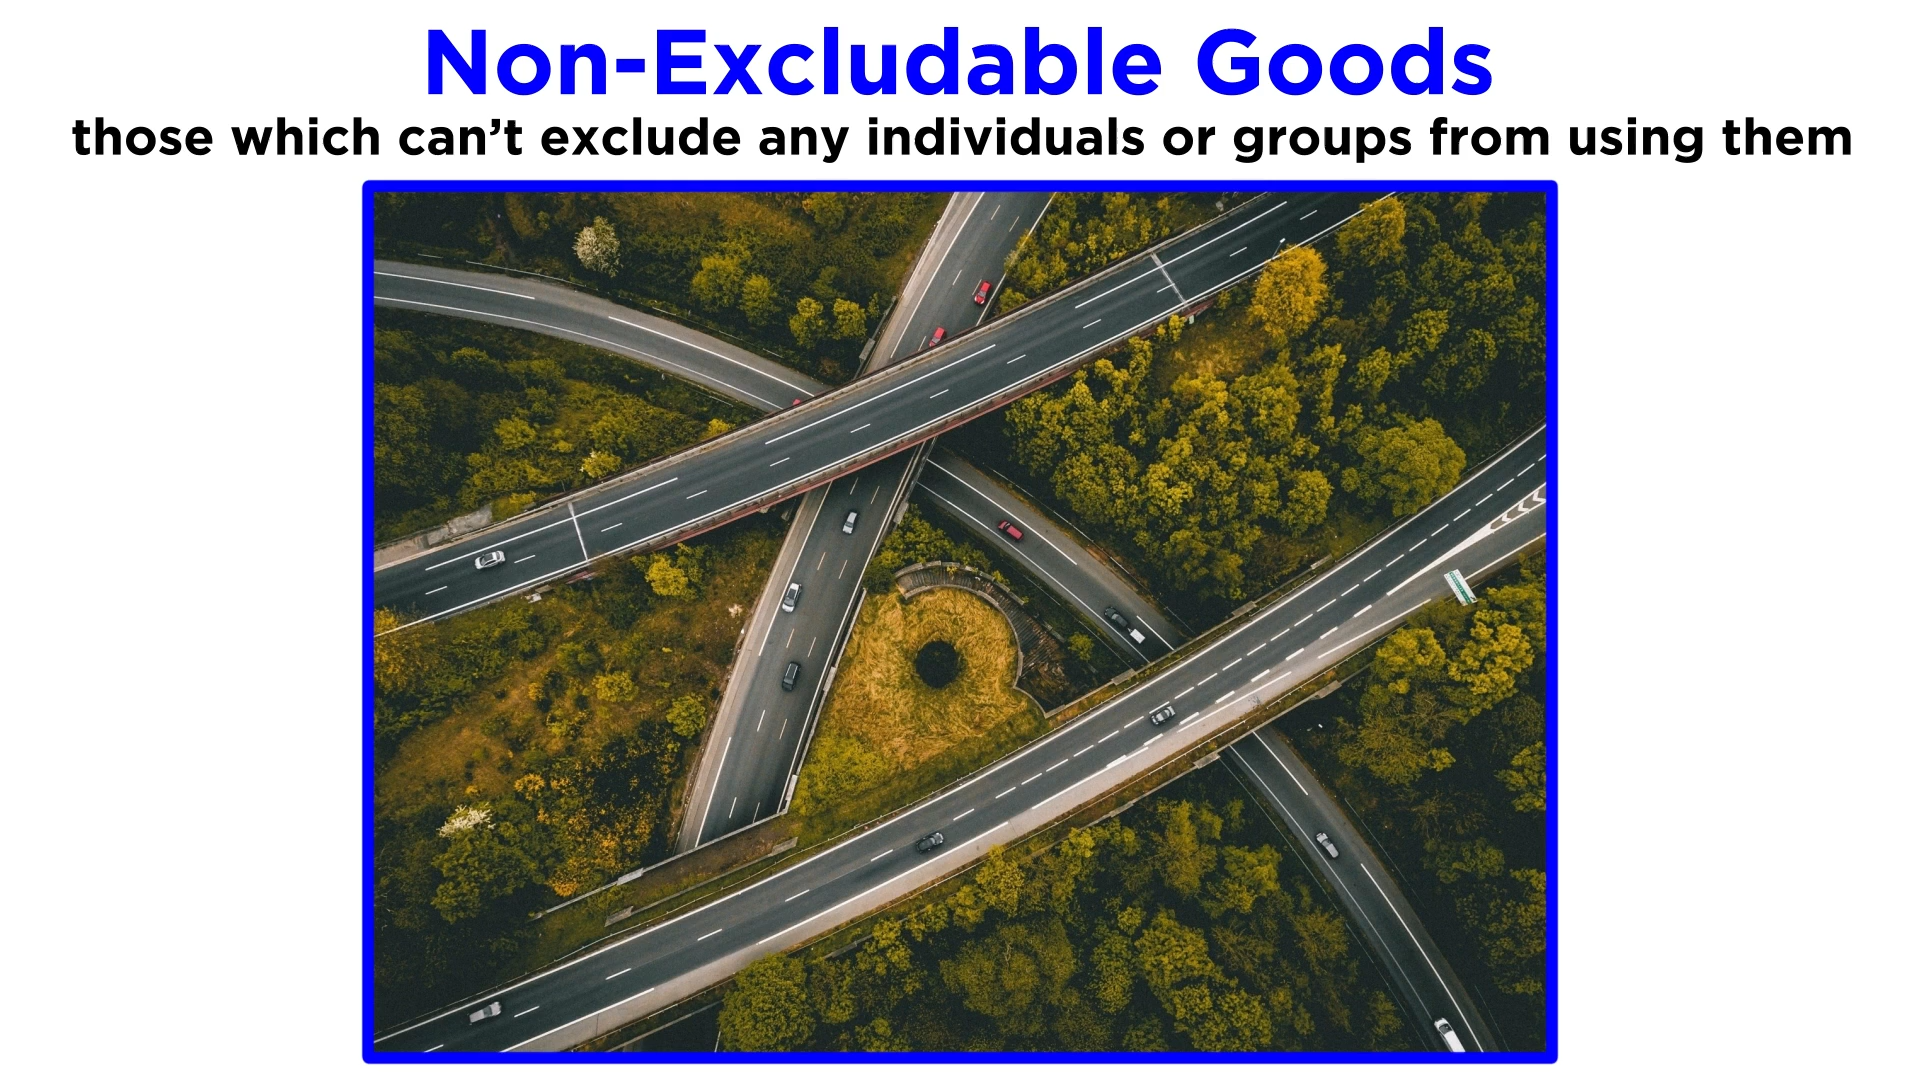 Non-Excludable Goods
those which can’t exclude any individuals or groups from using them